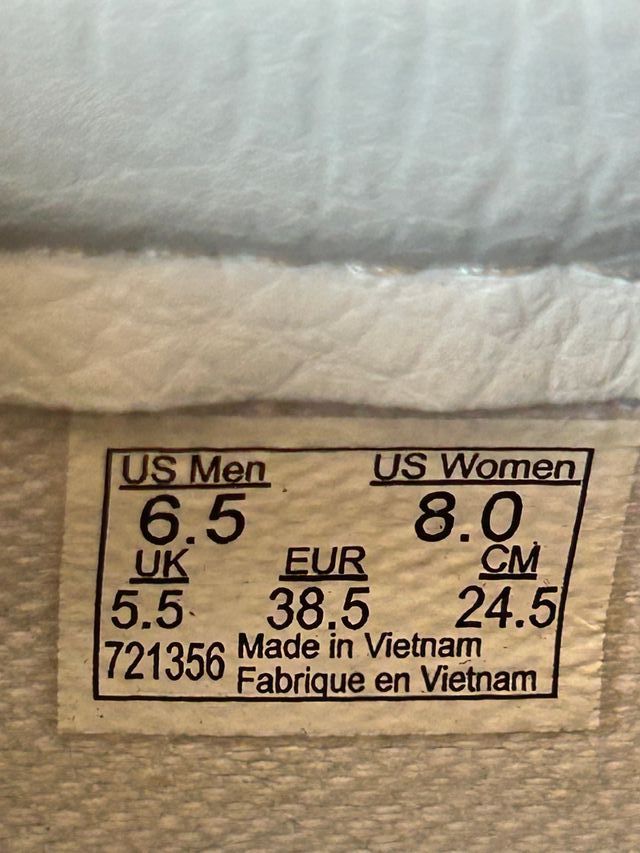 US Men US Women
6.5 8.0
UK EUR CM
5.5 38.5 24.5
721356 Made in Vietnam
Fabrique en Vietnam